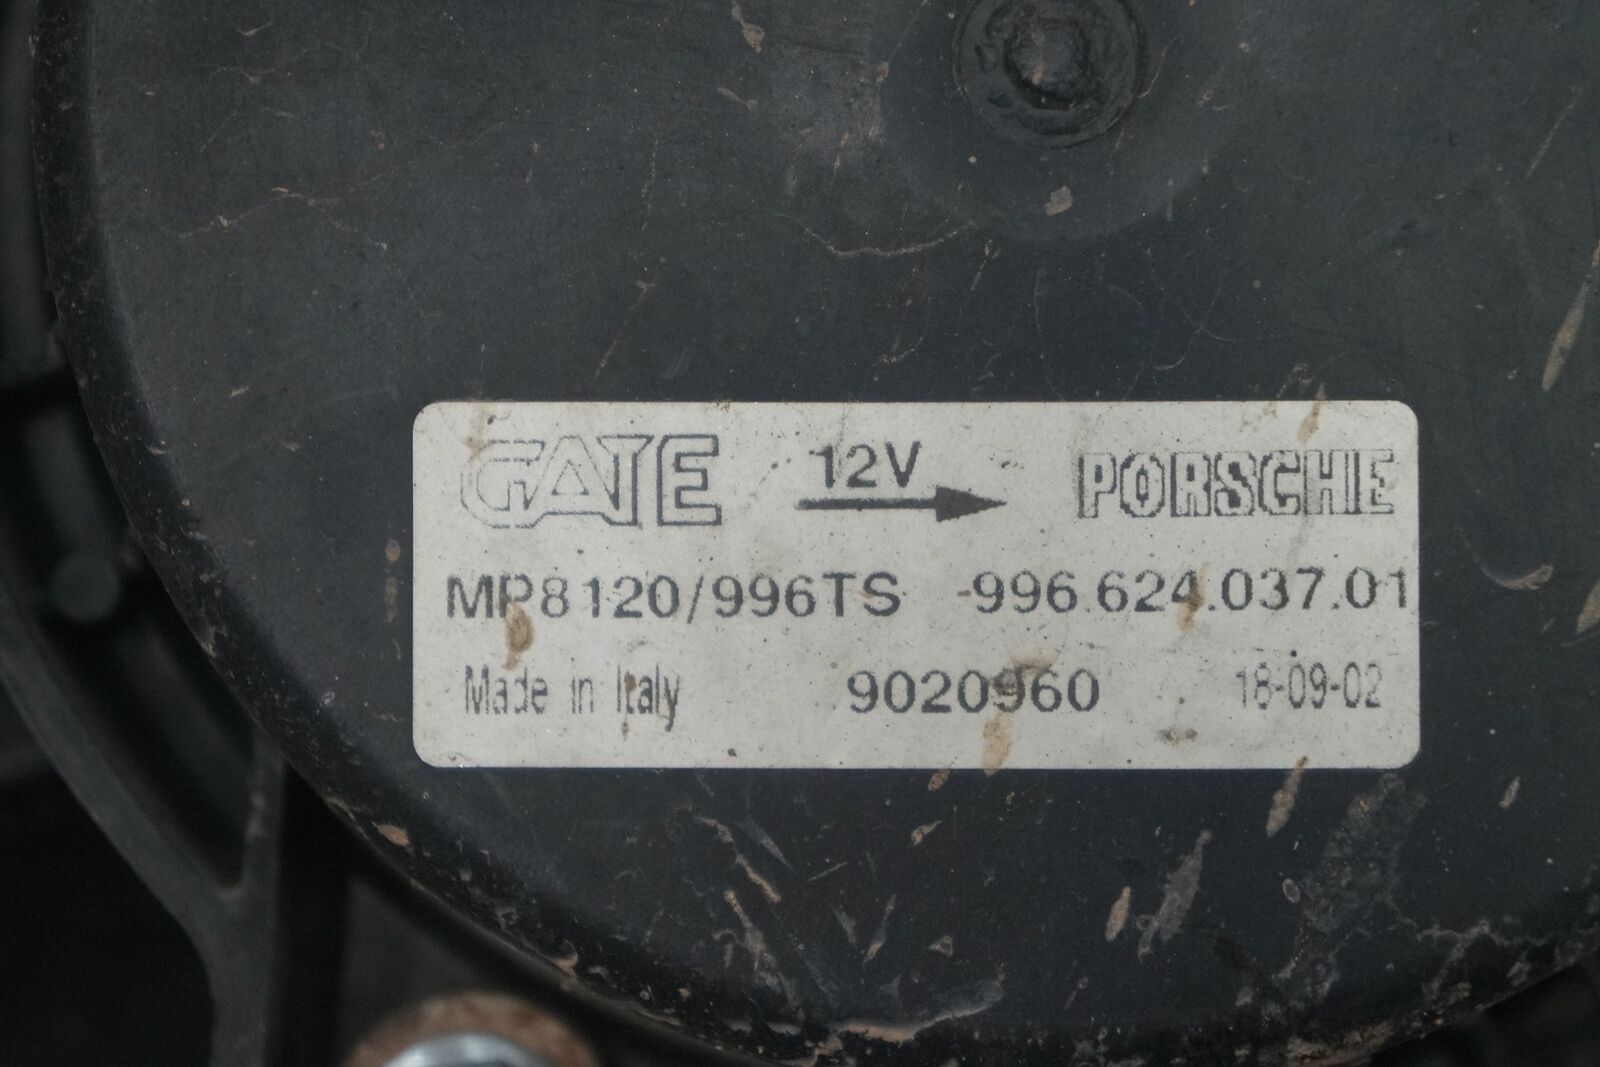 GATE 12V PORSCHE
MP8120/996TS -996.624.037.01
Made in Italy 9020960 18-09-02